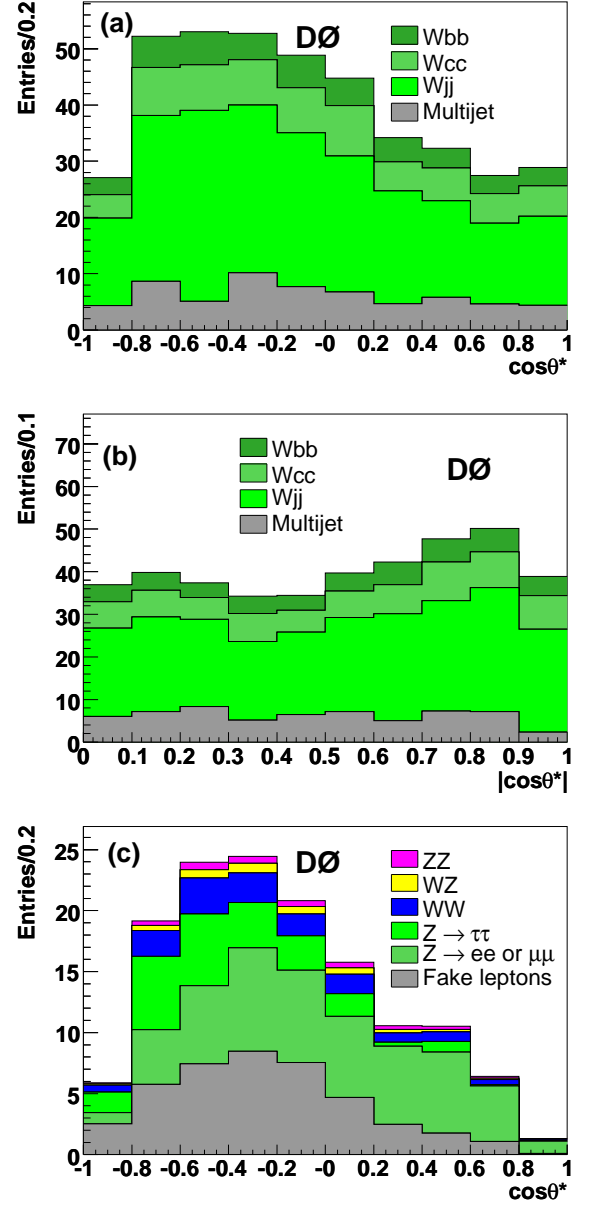 (a)
DØ
Entries/0.2
50
40
30
20
10
0
Wbb
Wcc
Wjj
Multijet
-1 -0.8 -0.6 -0.4 -0.2 -0 0.2 0.4 0.6 0.8 1
cosθ*
(b)
DØ
Entries/0.1
70
60
50
40
30
20
10
0
Wbb
Wcc
Wjj
Multijet
0 0.1 0.2 0.3 0.4 0.5 0.6 0.7 0.8 0.9 1
|cosθ*|
(c)
DØ
Entries/0.2
25
20
15
10
5
0
ZZ
WZ
WW
Z → ττ
Z → ee or μμ
Fake leptons
-1 -0.8 -0.6 -0.4 -0.2 -0 0.2 0.4 0.6 0.8 1
cosθ*